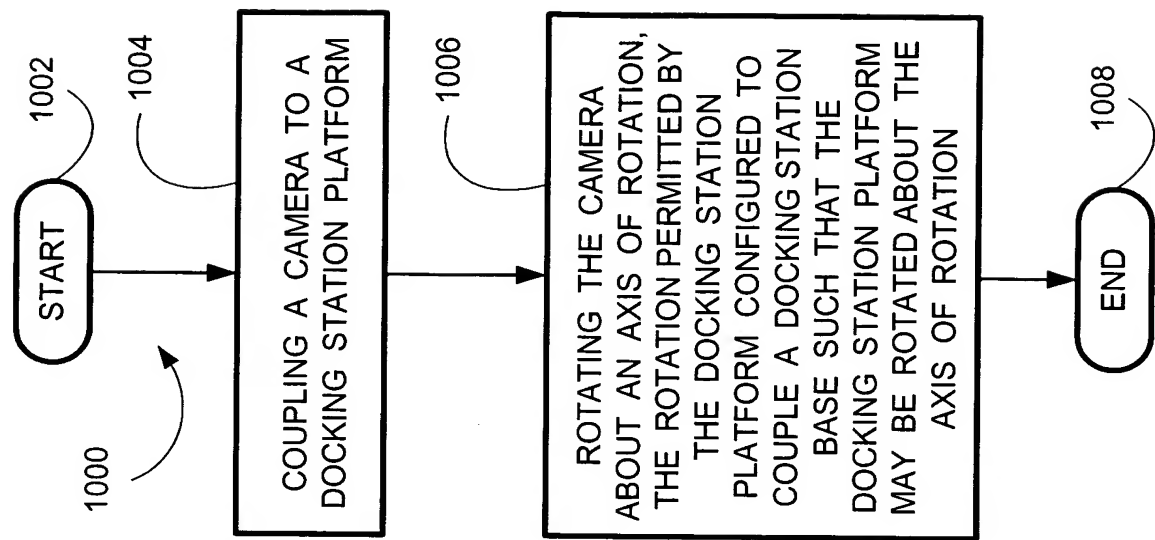 1000
START
1002
COUPLING A CAMERA TO A
DOCKING STATION PLATFORM
1004
ROTATING THE CAMERA
ABOUT AN AXIS OF ROTATION,
THE ROTATION PERMITTED BY
THE DOCKING STATION
PLATFORM CONFIGURED TO
COUPLE A DOCKING STATION
BASE SUCH THAT THE
DOCKING STATION PLATFORM
MAY BE ROTATED ABOUT THE
AXIS OF ROTATION
1006
END
1008